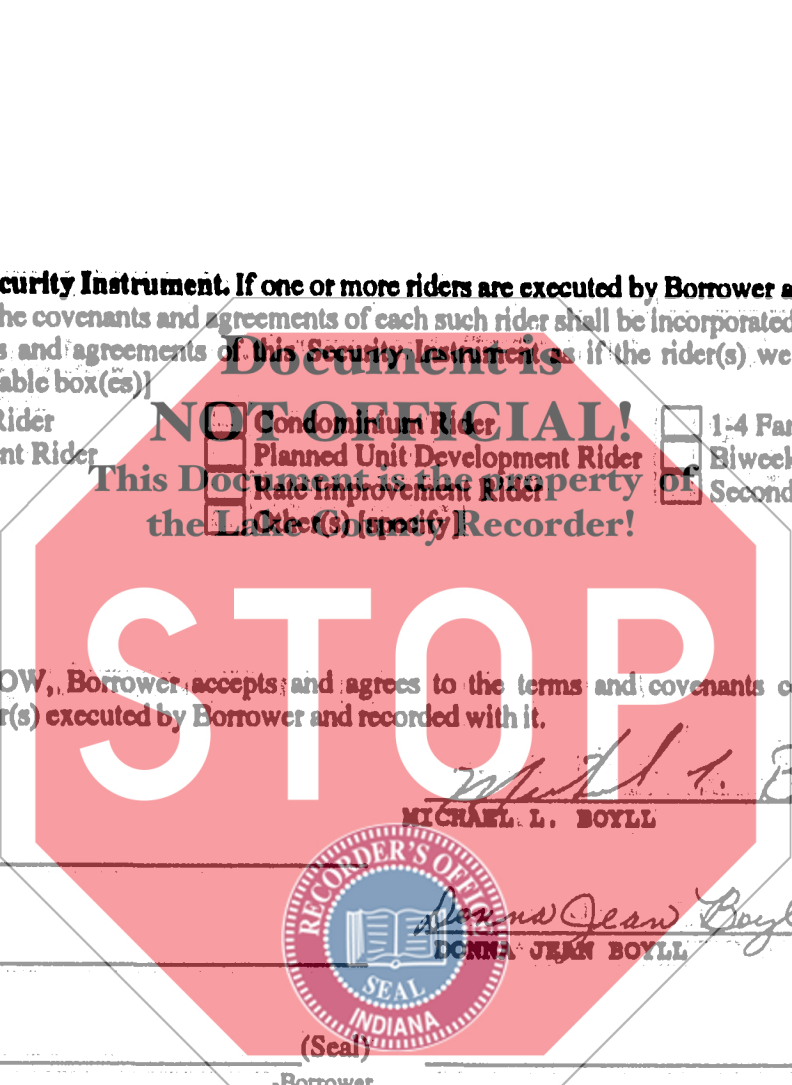 curity Instrument. If one or more riders are executed by Borrower a
he covenants and agreements of each such rider shall be incorporated
s and agreements of this Security Instrument as if the rider(s) we
able box(es)]
Rider Condominium Rider 1-4 Fam
nt Rider Planned Unit Development Rider Biweek
Rate Improvement Rider Second
Other(s) [specify]
Document is
NOT OFFICIAL!
This Document is the property of
the Lake County Recorder!
STOP
OW, Borrower accepts and agrees to the terms and covenants c
r(s) executed by Borrower and recorded with it.
Michael L. B
MICHAEL L. BOYLL
Donna Jean Boyl
DONNA JEAN BOYLL
RECORDER'S OFFICE
SEAL
INDIANA
(Seal)
-Borrower